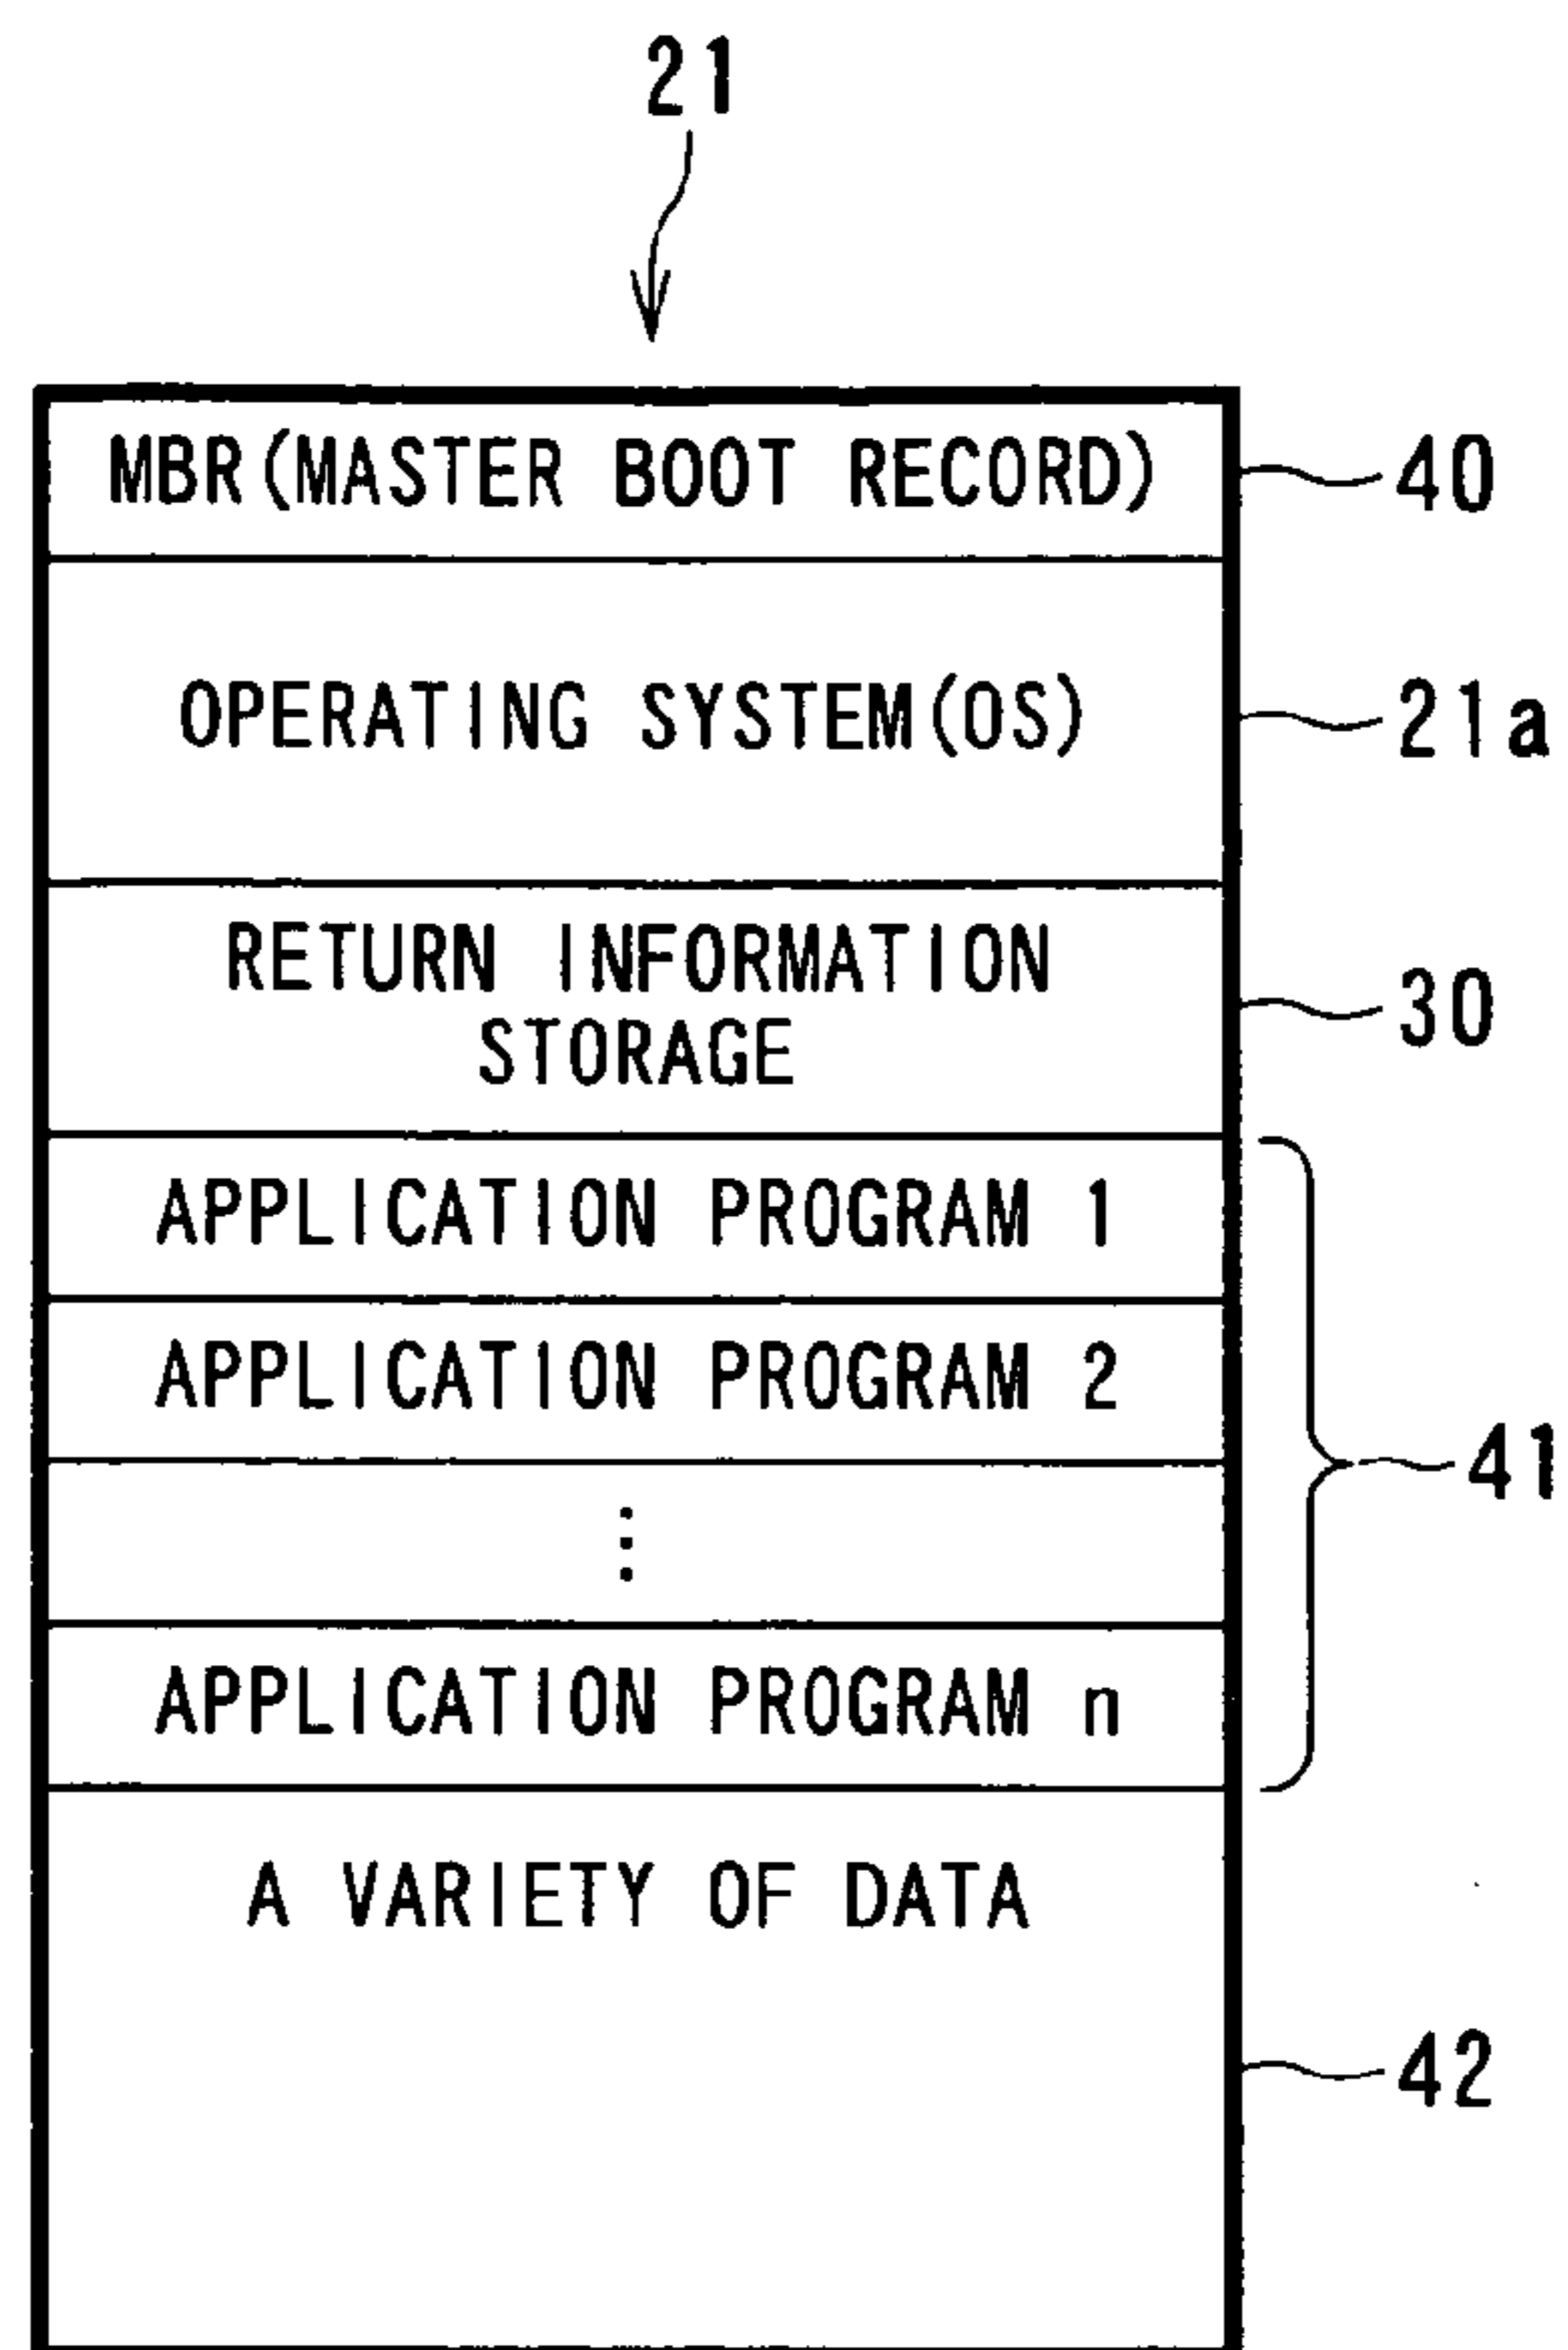 21
MBR(MASTER BOOT RECORD)
40
OPERATING SYSTEM(OS)
21a
RETURN INFORMATION
STORAGE
30
APPLICATION PROGRAM 1
APPLICATION PROGRAM 2
41
⋮
APPLICATION PROGRAM n
A VARIETY OF DATA
42